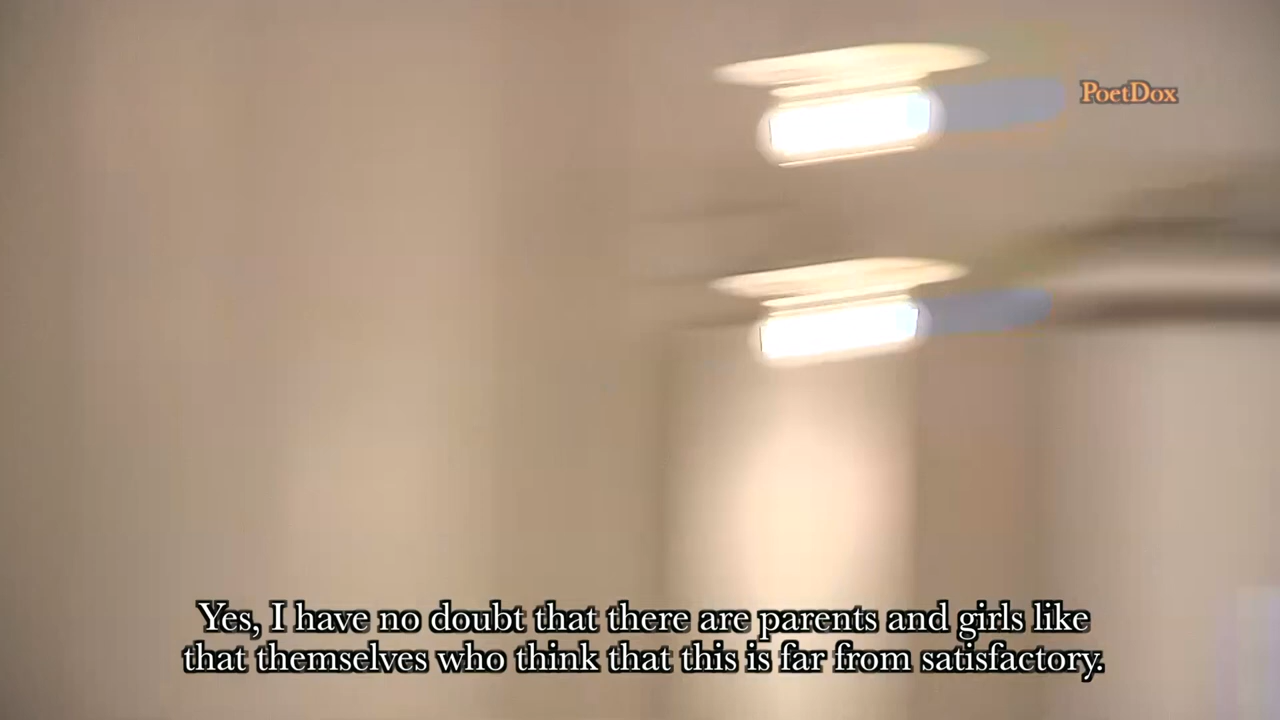 PoetDox
Yes, I have no doubt that there are parents and girls like
that themselves who think that this is far from satisfactory.